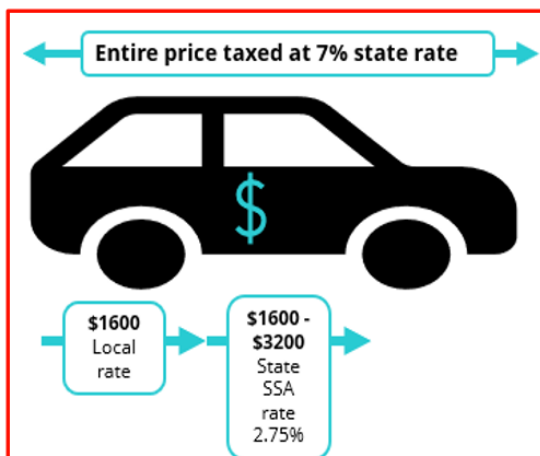 Entire price taxed at 7% state rate
$
$1600
Local
rate
$1600 -
$3200
State
SSA
rate
2.75%